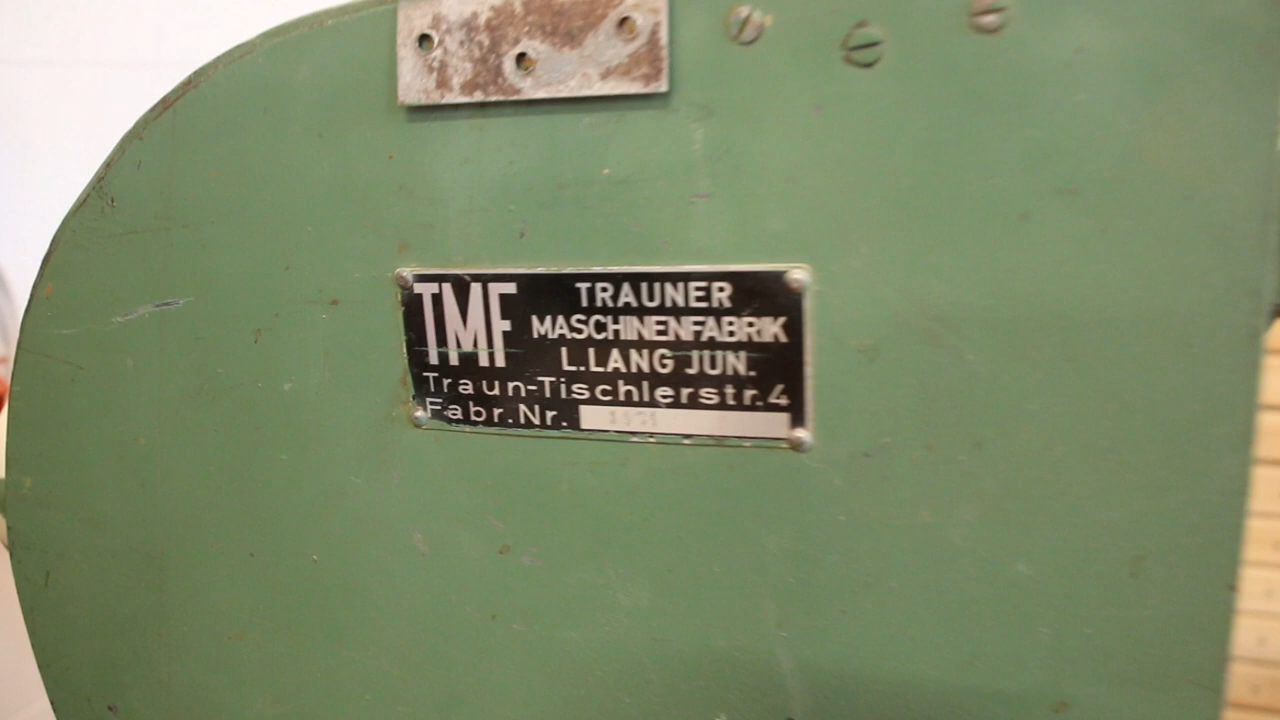 TMF
TRAUNER
MASCHINENFABRIK
L.LANG JUN.
Traun-Tischlerstr.4
Fabr.Nr.